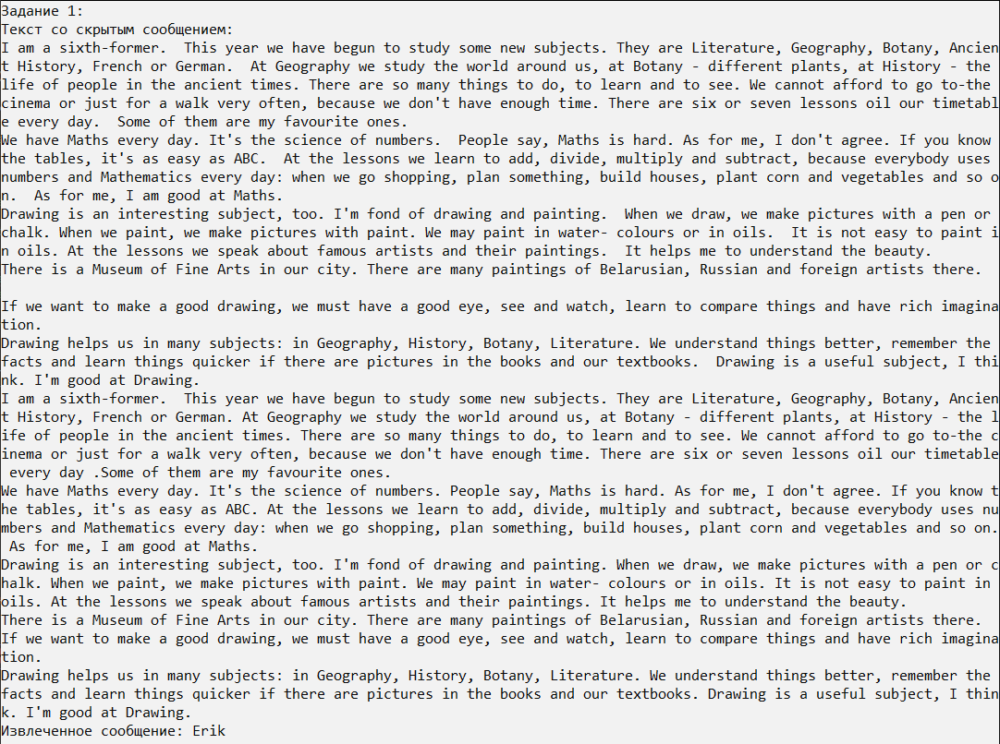 Задание 1:
Текст со скрытым сообщением:
I am a sixth-former.  This year we have begun to study some new subjects. They are Literature, Geography, Botany, Ancien
t History, French or German.  At Geography we study the world around us, at Botany - different plants, at History - the
life of people in the ancient times. There are so many things to do, to learn and to see. We cannot afford to go to-the
cinema or just for a walk very often, because we don't have enough time. There are six or seven lessons oil our timetabl
e every day.  Some of them are my favourite ones.
We have Maths every day. It's the science of numbers.  People say, Maths is hard. As for me, I don't agree. If you know
the tables, it's as easy as ABC.  At the lessons we learn to add, divide, multiply and subtract, because everybody uses
numbers and Mathematics every day: when we go shopping, plan something, build houses, plant corn and vegetables and so o
n.  As for me, I am good at Maths.
Drawing is an interesting subject, too. I'm fond of drawing and painting.  When we draw, we make pictures with a pen or
chalk. When we paint, we make pictures with paint. We may paint in water- colours or in oils.  It is not easy to paint i
n oils. At the lessons we speak about famous artists and their paintings.  It helps me to understand the beauty.
There is a Museum of Fine Arts in our city. There are many paintings of Belarusian, Russian and foreign artists there.
If we want to make a good drawing, we must have a good eye, see and watch, learn to compare things and have rich imagina
tion.
Drawing helps us in many subjects: in Geography, History, Botany, Literature. We understand things better, remember the
facts and learn things quicker if there are pictures in the books and our textbooks.  Drawing is a useful subject, I thi
nk. I'm good at Drawing.
I am a sixth-former.  This year we have begun to study some new subjects. They are Literature, Geography, Botany, Ancien
t History, French or German. At Geography we study the world around us, at Botany - different plants, at History - the l
ife of people in the ancient times. There are so many things to do, to learn and to see. We cannot afford to go to-the c
inema or just for a walk very often, because we don't have enough time. There are six or seven lessons oil our timetable
 every day .Some of them are my favourite ones.
We have Maths every day. It's the science of numbers. People say, Maths is hard. As for me, I don't agree. If you know t
he tables, it's as easy as ABC. At the lessons we learn to add, divide, multiply and subtract, because everybody uses nu
mbers and Mathematics every day: when we go shopping, plan something, build houses, plant corn and vegetables and so on.
 As for me, I am good at Maths.
Drawing is an interesting subject, too. I'm fond of drawing and painting. When we draw, we make pictures with a pen or c
halk. When we paint, we make pictures with paint. We may paint in water- colours or in oils. It is not easy to paint in
oils. At the lessons we speak about famous artists and their paintings. It helps me to understand the beauty.
There is a Museum of Fine Arts in our city. There are many paintings of Belarusian, Russian and foreign artists there.
If we want to make a good drawing, we must have a good eye, see and watch, learn to compare things and have rich imagina
tion.
Drawing helps us in many subjects: in Geography, History, Botany, Literature. We understand things better, remember the
facts and learn things quicker if there are pictures in the books and our textbooks. Drawing is a useful subject, I thin
k. I'm good at Drawing.
Извлеченное сообщение: Erik